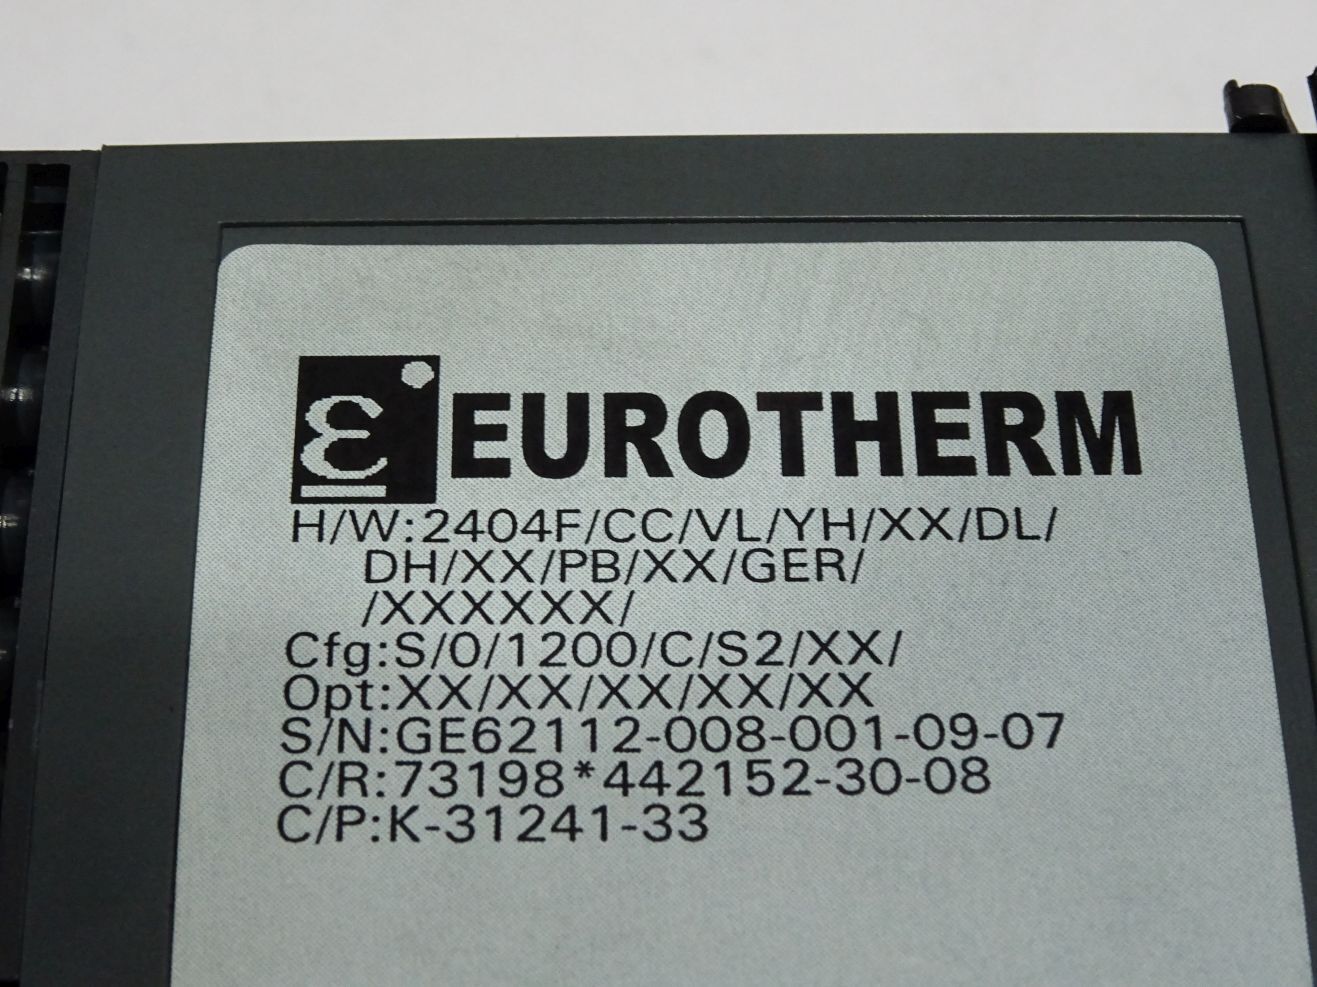 EUROTHERM
H/W:2404F/CC/VL/YH/XX/DL/
DH/XX/PB/XX/GER/
/XXXXXX/
Cfg:S/0/1200/C/S2/XX/
Opt:XX/XX/XX/XX/XX
S/N:GE62112-008-001-09-07
C/R:73198*442152-30-08
C/P:K-31241-33